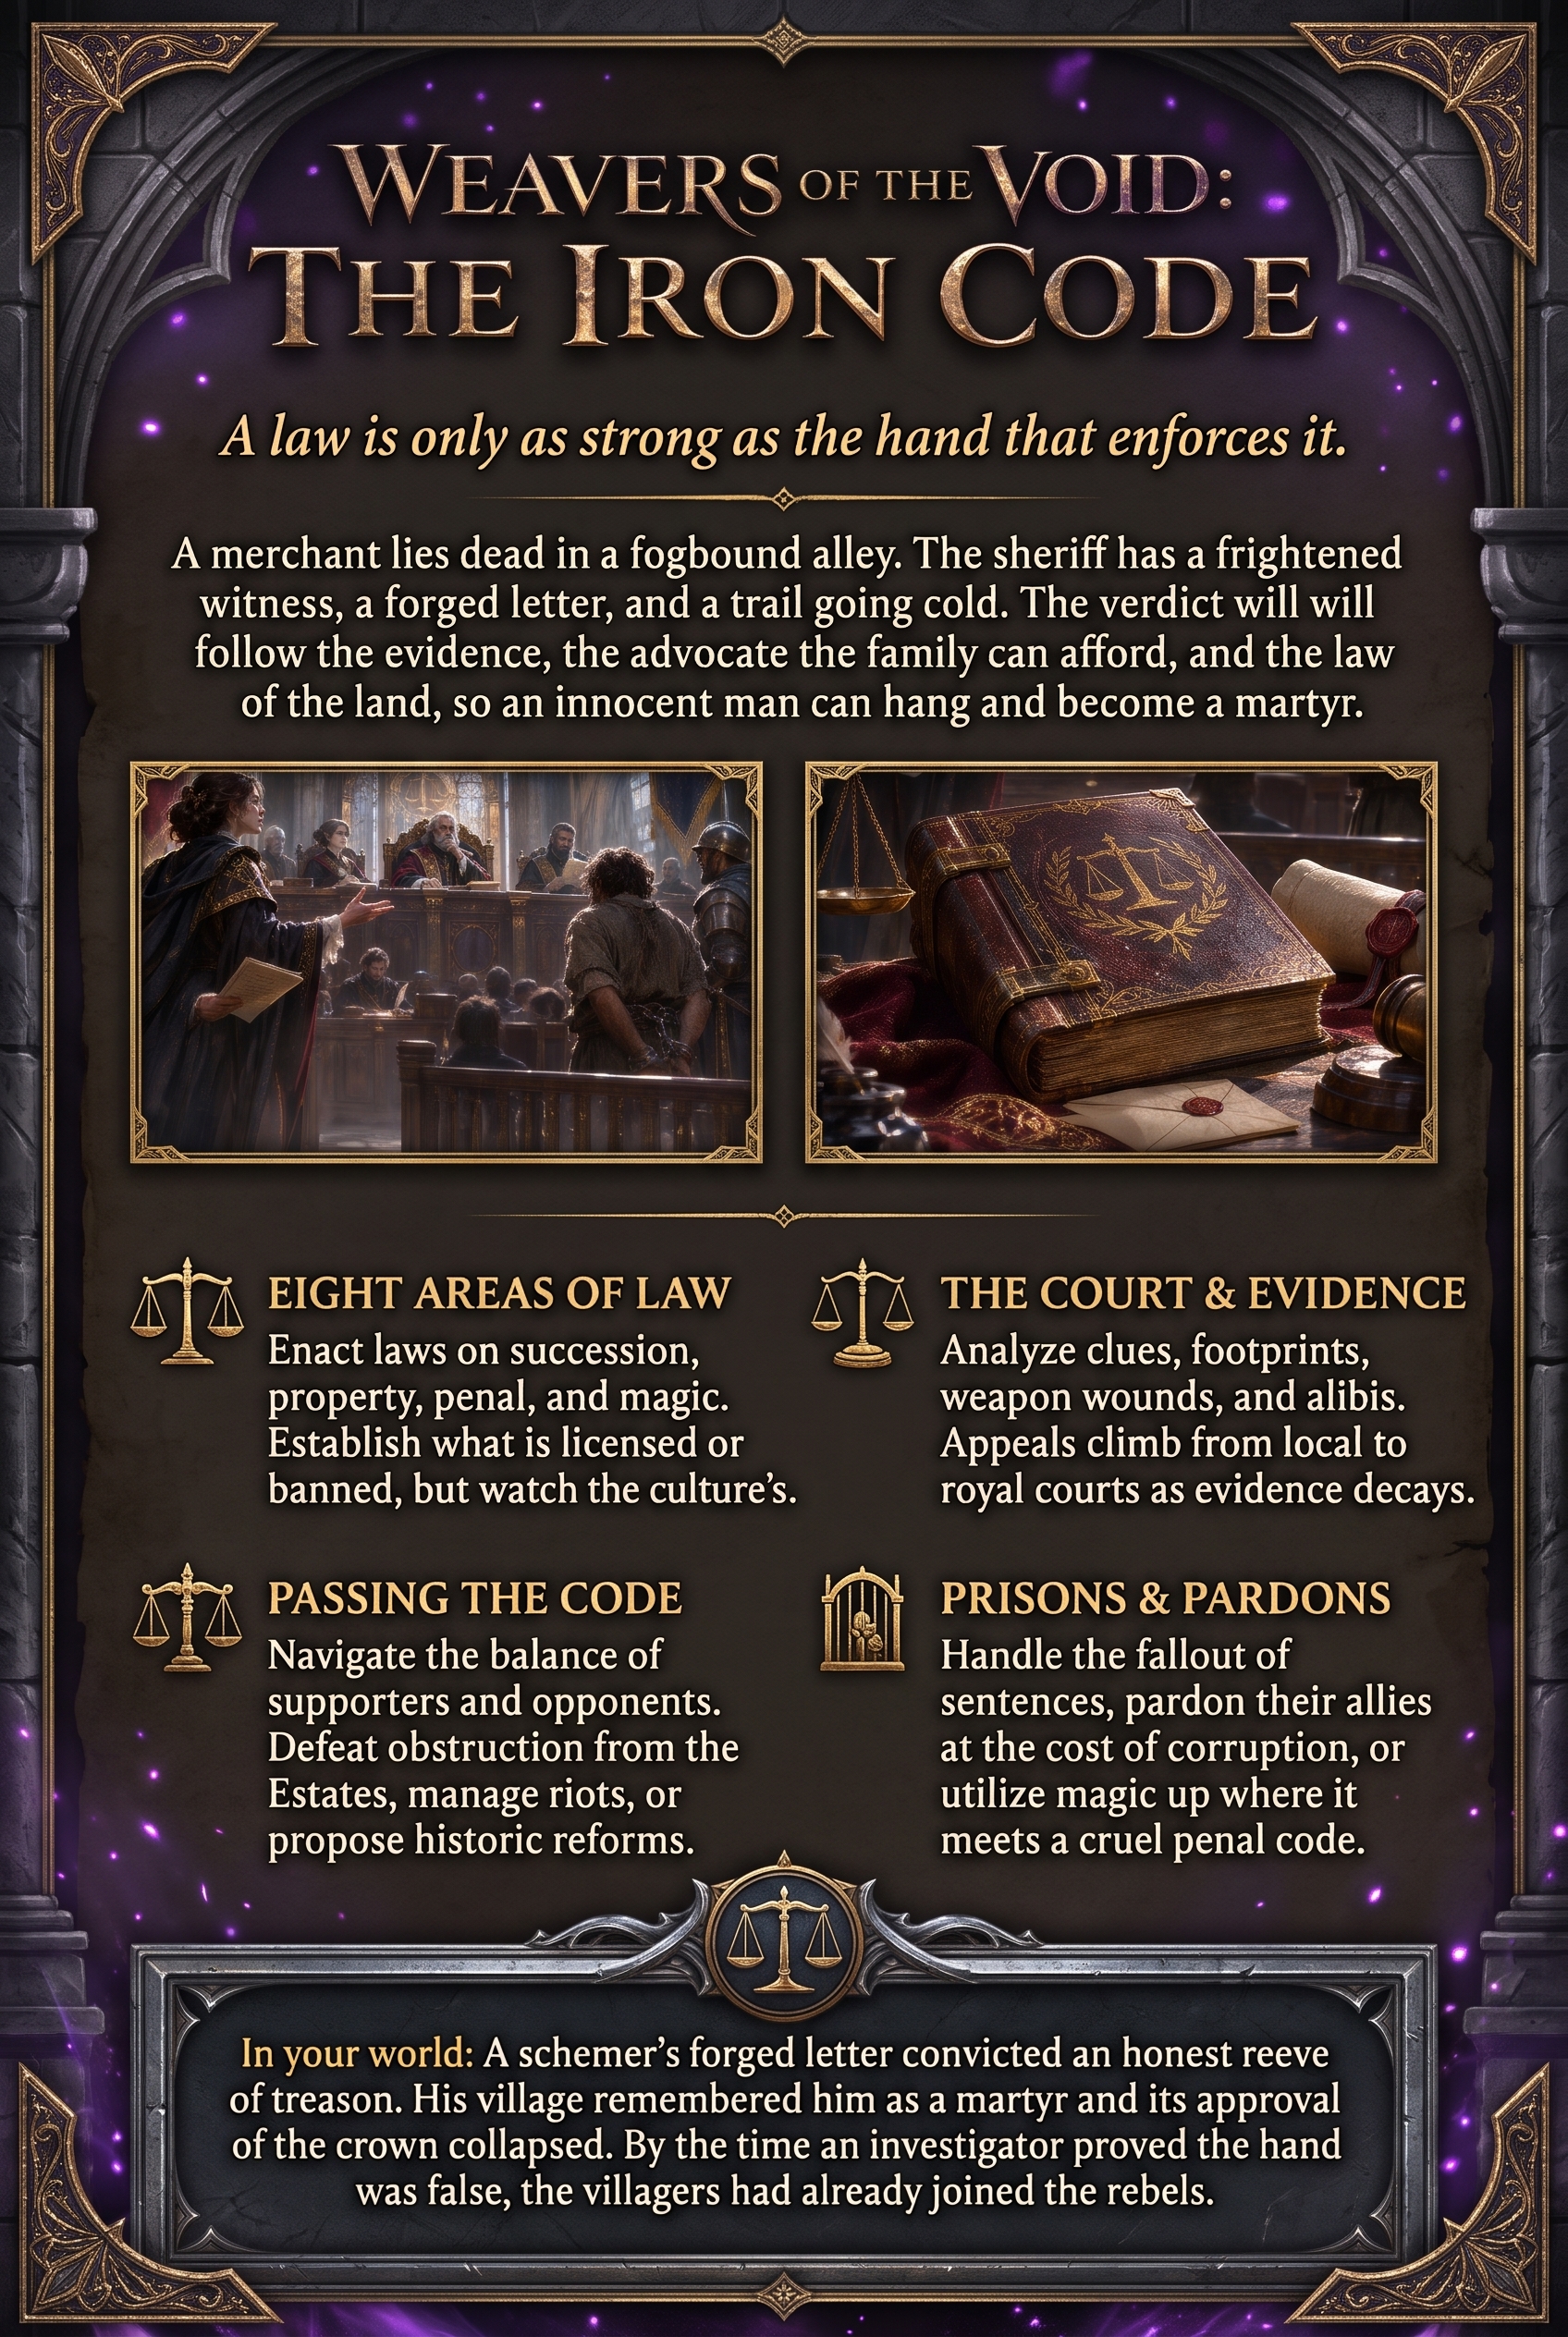 WEAVERS OF THE VOID:
THE IRON CODE
A law is only as strong as the hand that enforces it.
A merchant lies dead in a fogbound alley. The sheriff has a frightened
witness, a forged letter, and a trail going cold. The verdict will will
follow the evidence, the advocate the family can afford, and the law
of the land, so an innocent man can hang and become a martyr.
EIGHT AREAS OF LAW
Enact laws on succession,
property, penal, and magic.
Establish what is licensed or
banned, but watch the culture's.
THE COURT & EVIDENCE
Analyze clues, footprints,
weapon wounds, and alibis.
Appeals climb from local to
royal courts as evidence decays.
PASSING THE CODE
Navigate the balance of
supporters and opponents.
Defeat obstruction from the
Estates, manage riots, or
propose historic reforms.
PRISONS & PARDONS
Handle the fallout of
sentences, pardon their allies
at the cost of corruption, or
utilize magic up where it
meets a cruel penal code.
In your world: A schemer's forged letter convicted an honest reeve
of treason. His village remembered him as a martyr and its approval
of the crown collapsed. By the time an investigator proved the hand
was false, the villagers had already joined the rebels.